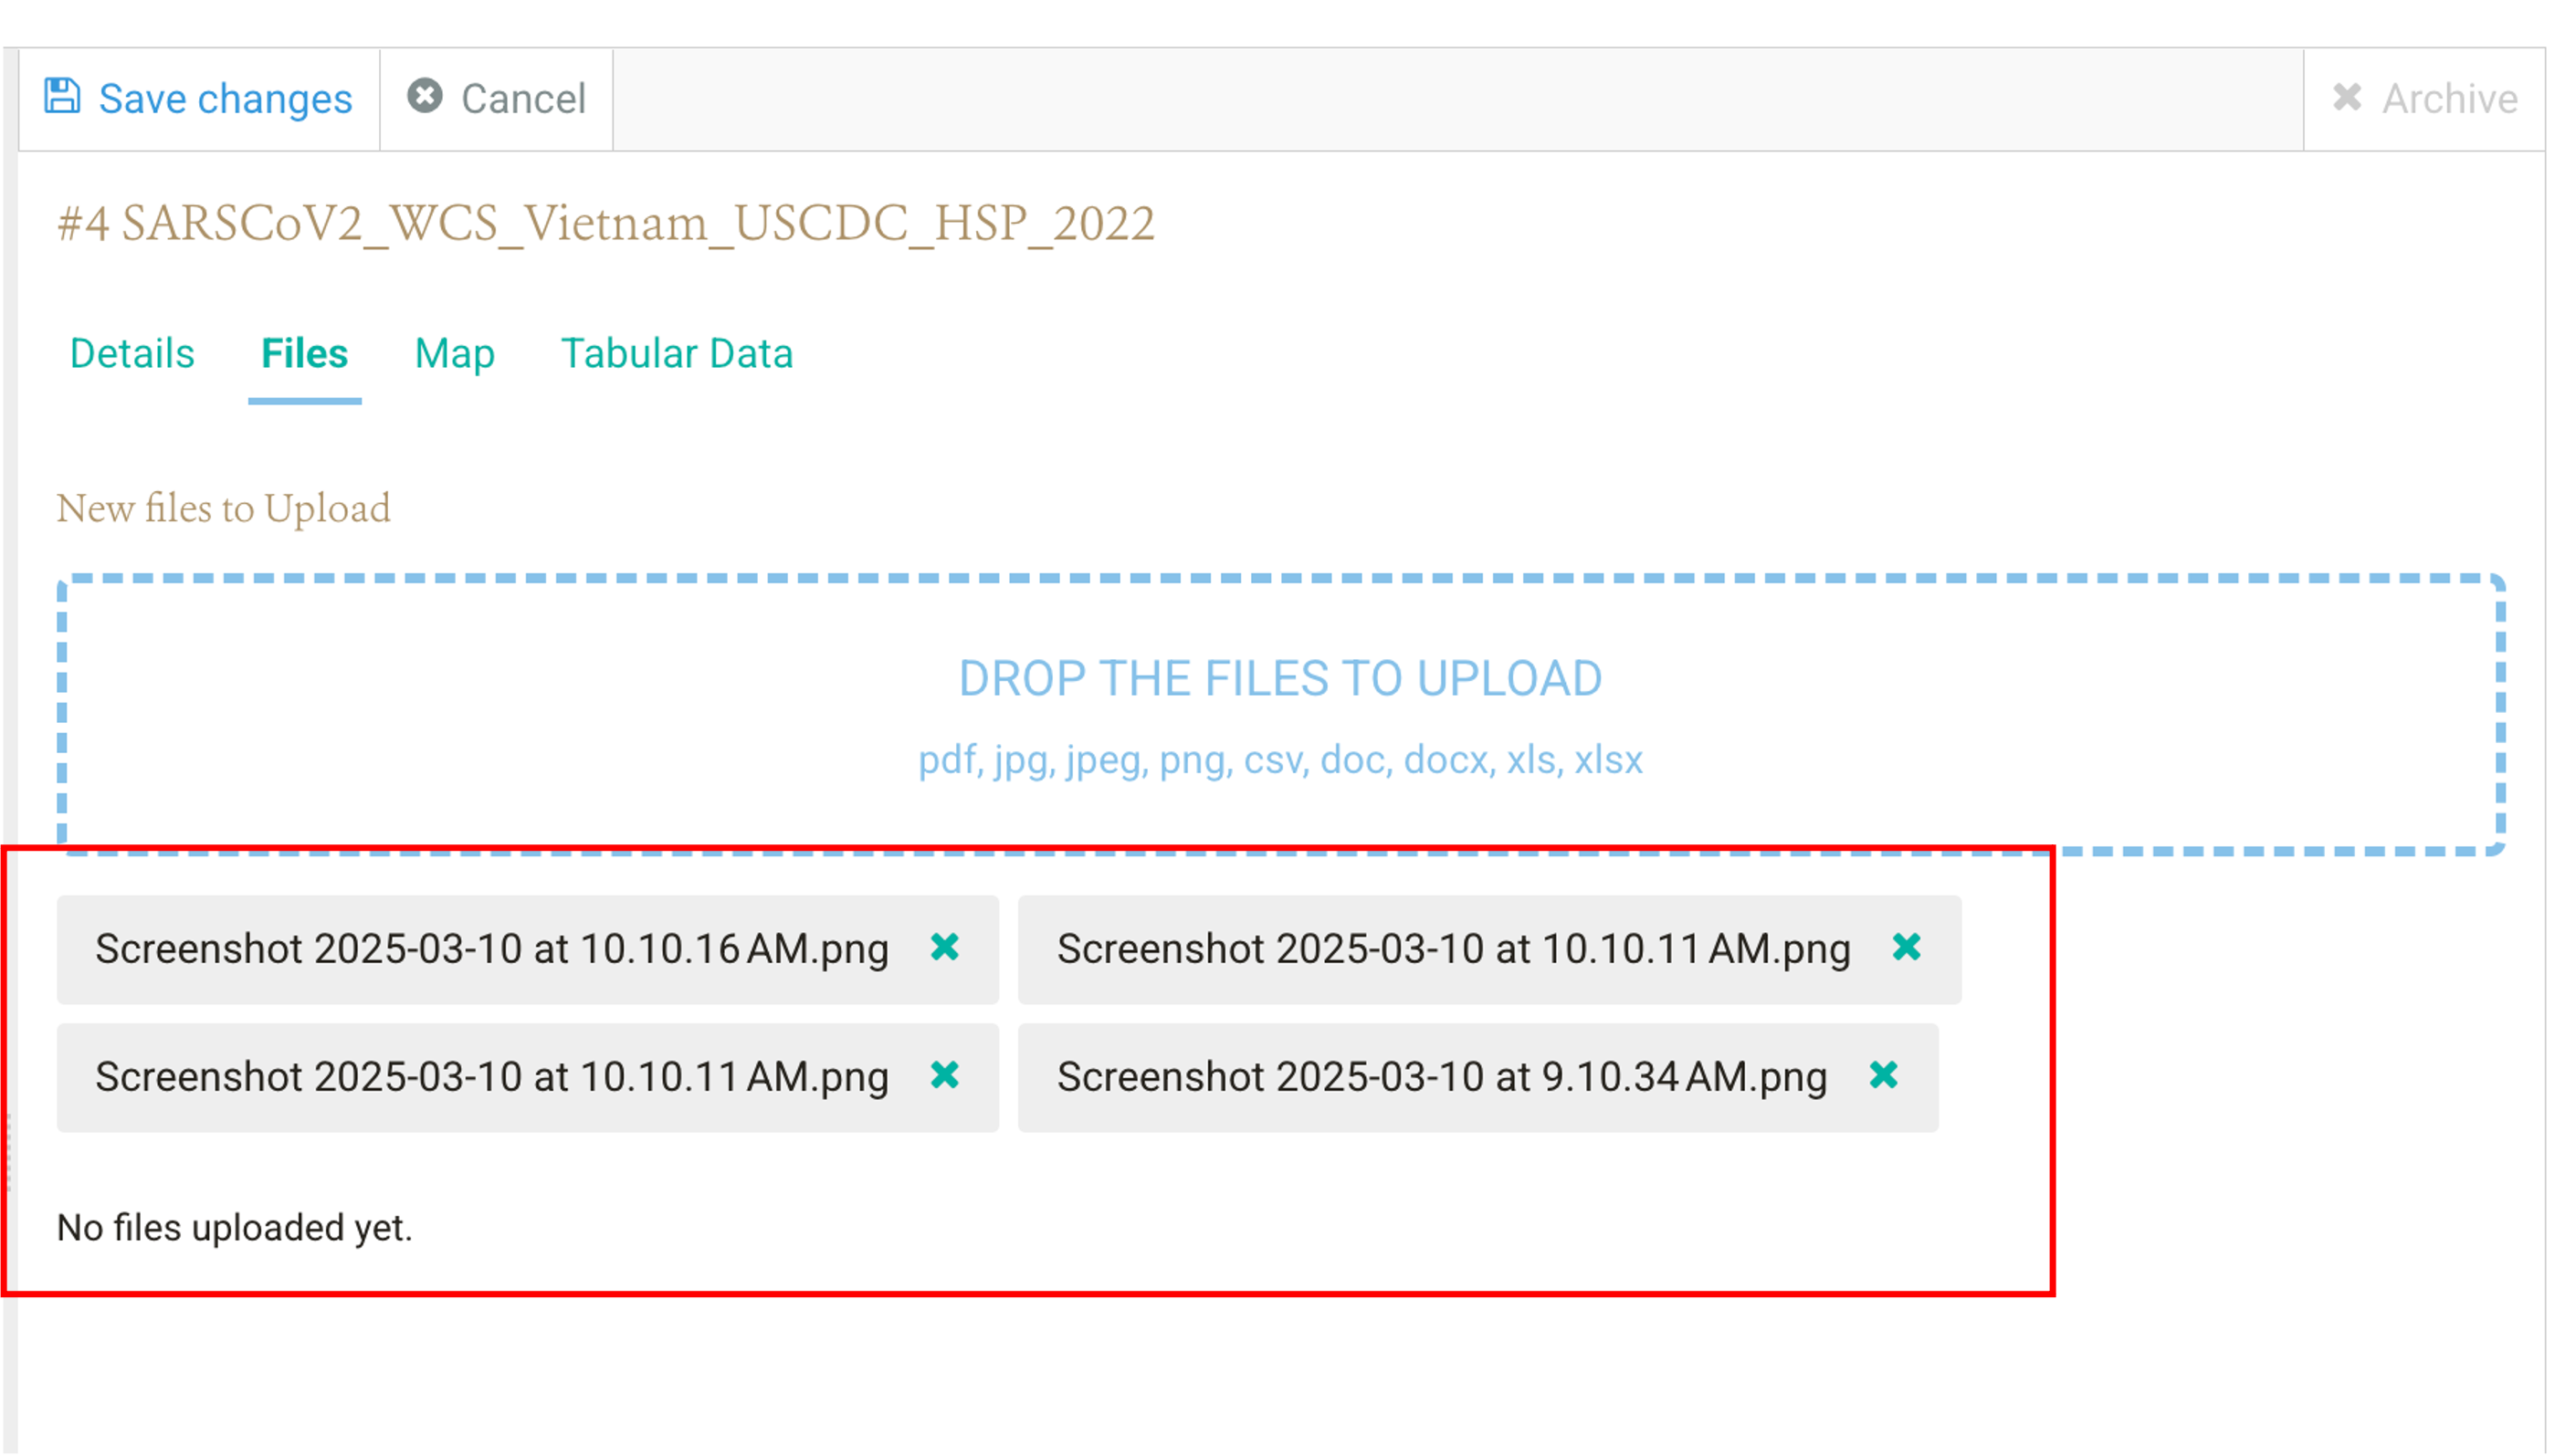 Save changes Cancel Archive
#4 SARSCoV2_WCS_Vietnam_USCDC_HSP_2022
Details Files Map Tabular Data
New files to Upload
DROP THE FILES TO UPLOAD
pdf, jpg, jpeg, png, csv, doc, docx, xls, xlsx
Screenshot 2025-03-10 at 10.10.16 AM.png Screenshot 2025-03-10 at 10.10.11 AM.png
Screenshot 2025-03-10 at 10.10.11 AM.png Screenshot 2025-03-10 at 9.10.34 AM.png
No files uploaded yet.